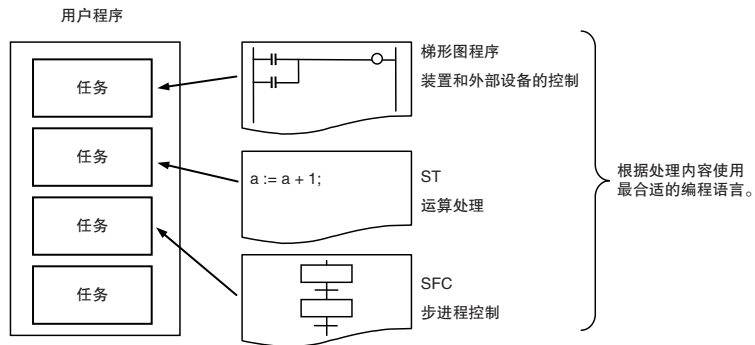 用户程序
任务
任务
任务
任务
梯形图程序
装置和外部设备的控制
a := a + 1;
ST
运算处理
SFC
步进程控制
根据处理内容使用
最合适的编程语言。